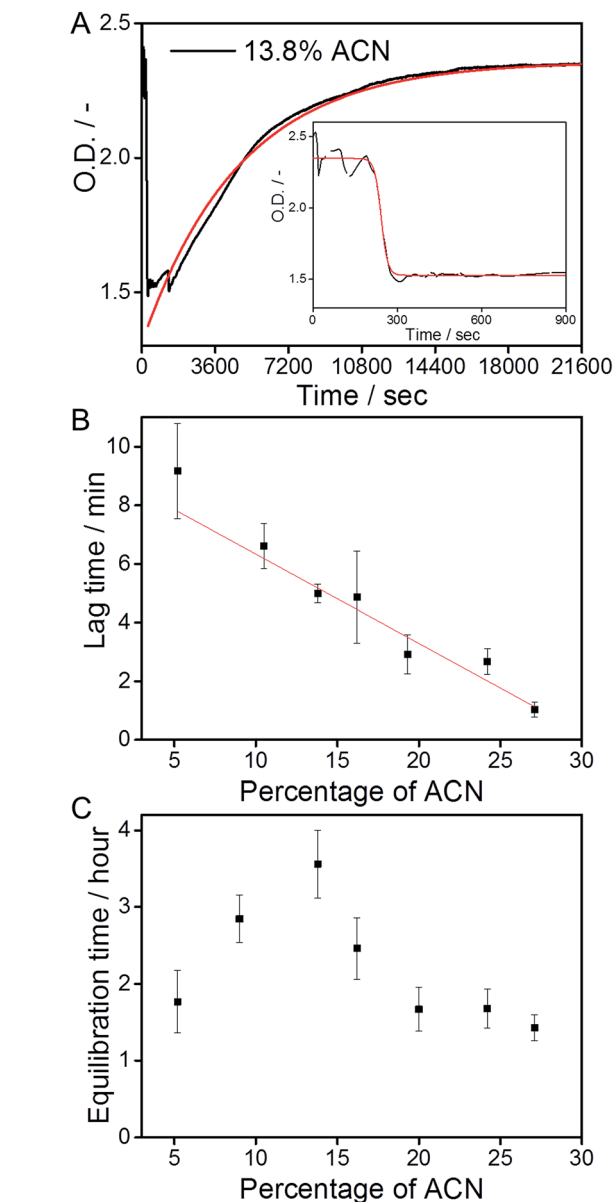 A
2.5
2.0
1.5
O.D. / -
13.8% ACN
2.5
2.0
1.5
O.D. / -
0 300 600 900
Time / sec
0 3600 7200 10800 14400 18000 21600
Time / sec
B
10
8
6
4
2
0
Lag time / min
5 10 15 20 25 30
Percentage of ACN
C
4
3
2
1
0
Equilibration time / hour
5 10 15 20 25 30
Percentage of ACN